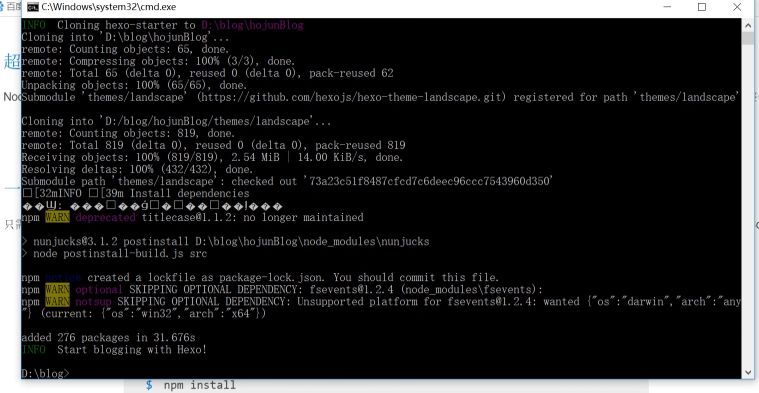 百度
C:\Windows\system32\cmd.exe
INFO Cloning hexo-starter to D:\blog\hojunBlog
Cloning into 'D:\blog\hojunBlog'...
remote: Counting objects: 65, done.
remote: Compressing objects: 100% (3/3), done.
remote: Total 65 (delta 0), reused 0 (delta 0), pack-reused 62
Unpacking objects: 100% (65/65), done.
Submodule 'themes/landscape' (https://github.com/hexojs/hexo-theme-landscape.git) registered for path 'themes/landscape'
Cloning into 'D:/blog/hojunBlog/themes/landscape'...
remote: Counting objects: 819, done.
remote: Total 819 (delta 0), reused 0 (delta 0), pack-reused 819
Receiving objects: 100% (819/819), 2.54 MiB | 14.00 KiB/s, done.
Resolving deltas: 100% (432/432), done.
Submodule path 'themes/landscape': checked out '73a23c51f8487cfcd7c6deec96ccc7543960d350'
□[32mINFO □[39m Install dependencies
npm WARN deprecated titlecase@1.1.2: no longer maintained
> nunjucks@3.1.2 postinstall D:\blog\hojunBlog\node_modules\nunjucks
> node postinstall-build.js src
npm notice created a lockfile as package-lock.json. You should commit this file.
npm WARN optional SKIPPING OPTIONAL DEPENDENCY: fsevents@1.2.4 (node_modules\fsevents):
npm WARN notsup SKIPPING OPTIONAL DEPENDENCY: Unsupported platform for fsevents@1.2.4: wanted {"os":"darwin","arch":"any
"} (current: {"os":"win32","arch":"x64"})
added 276 packages in 31.676s
INFO Start blogging with Hexo!
D:\blog>
超
Nod
一
只需
$ npm install